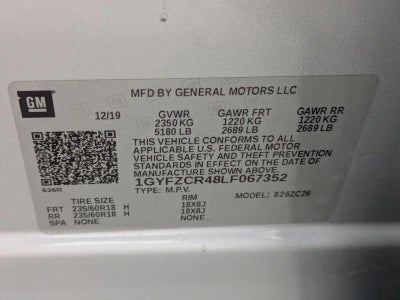 GM
MFD BY GENERAL MOTORS LLC
12/19 GVWR GAWR FRT GAWR RR
2350 KG 1220 KG 1220 KG
5180 LB 2689 LB 2689 LB
THIS VEHICLE CONFORMS TO ALL
APPLICABLE U.S. FEDERAL MOTOR
VEHICLE SAFETY AND THEFT PREVENTION
STANDARDS IN EFFECT ON THE DATE OF
MANUFACTURE SHOWN ABOVE.
1GYFZCR48LF067352
636R TYPE: M.P.V. MODEL: 826ZC26
TIRE SIZE RIM
FRT 235/60R18 H 18X8J
RR 235/60R18 H 18X8J
SPA NONE NONE